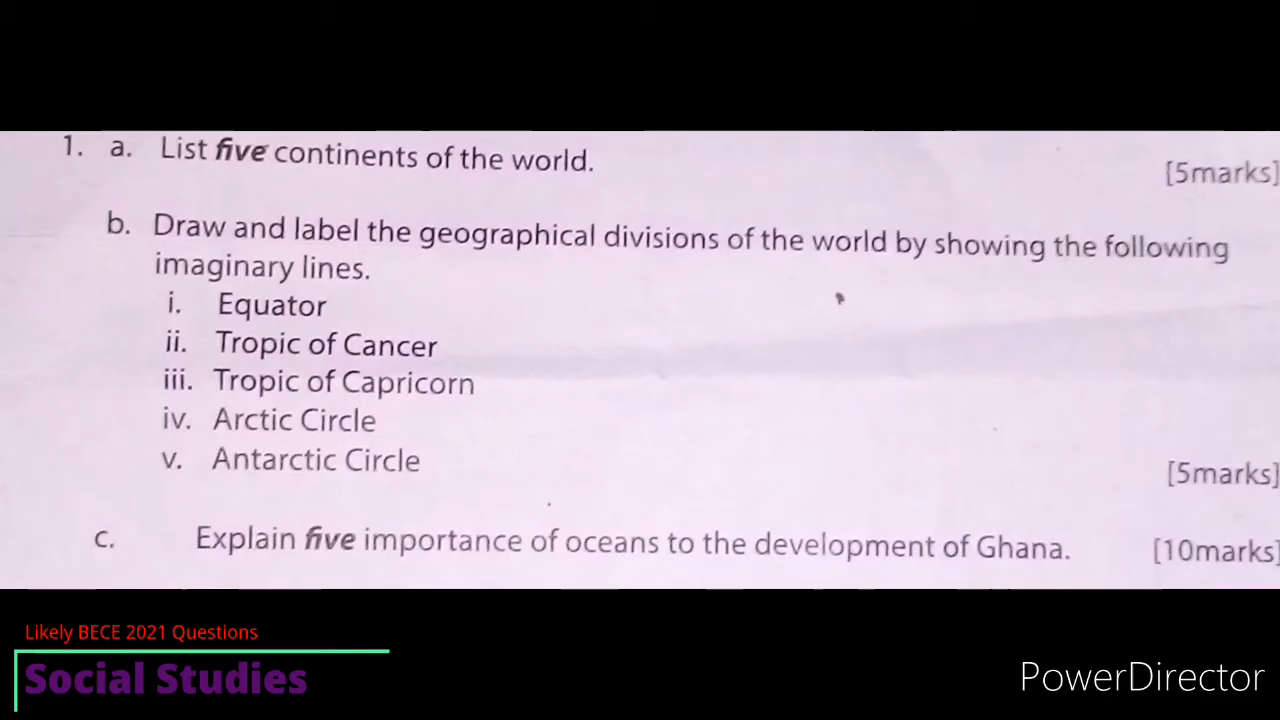 1. a. List five continents of the world.
[5marks]
b. Draw and label the geographical divisions of the world by showing the following
imaginary lines.
i. Equator
ii. Tropic of Cancer
iii. Tropic of Capricorn
iv. Arctic Circle
v. Antarctic Circle
[5marks]
c. Explain five importance of oceans to the development of Ghana. [10marks]
Likely BECE 2021 Questions
Social Studies
PowerDirector